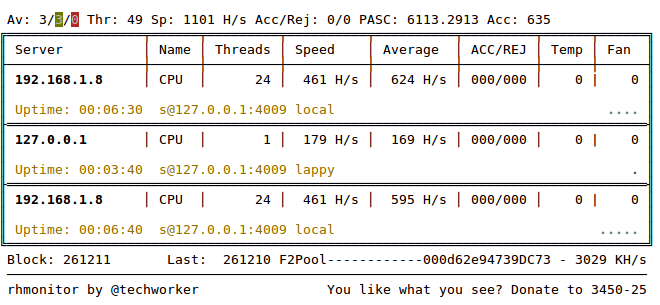 Av: 3/3/0 Thr: 49 Sp: 1101 H/s Acc/Rej: 0/0 PASC: 6113.2913 Acc: 635
Server | Name | Threads | Speed | Average | ACC/REJ | Temp | Fan
192.168.1.8 | CPU | 24 | 461 H/s | 624 H/s | 000/000 | 0 | 0
Uptime: 00:06:30 s@127.0.0.1:4009 local ....
127.0.0.1 | CPU | 1 | 179 H/s | 169 H/s | 000/000 | 0 | 0
Uptime: 00:03:40 s@127.0.0.1:4009 lappy .
192.168.1.8 | CPU | 24 | 461 H/s | 595 H/s | 000/000 | 0 | 0
Uptime: 00:06:40 s@127.0.0.1:4009 local .....
Block: 261211 Last: 261210 F2Pool------------000d62e94739DC73 - 3029 KH/s
rhmonitor by @techworker You like what you see? Donate to 3450-25